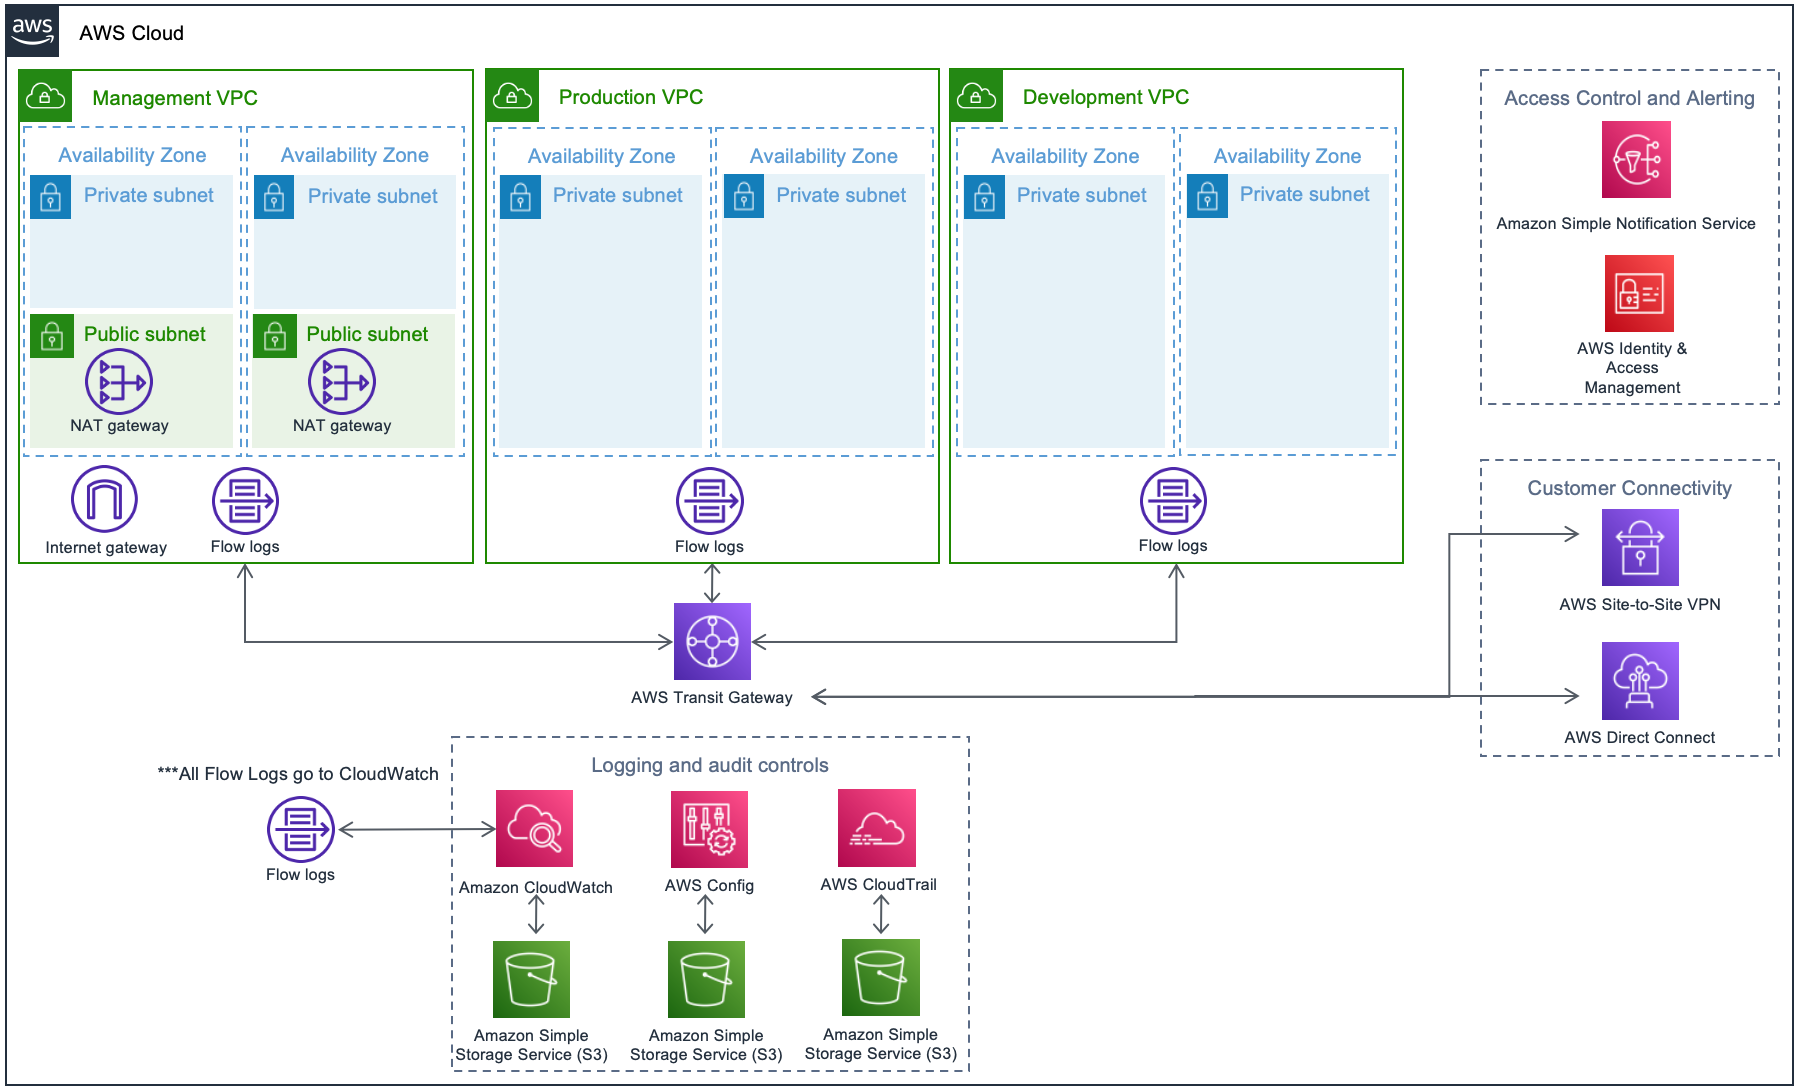 aws
AWS Cloud
Management VPC
Availability Zone
Availability Zone
Private subnet
Private subnet
Public subnet
Public subnet
NAT gateway
NAT gateway
Internet gateway
Flow logs
Production VPC
Availability Zone
Availability Zone
Private subnet
Private subnet
Flow logs
Development VPC
Availability Zone
Availability Zone
Private subnet
Private subnet
Flow logs
Access Control and Alerting
Amazon Simple Notification Service
AWS Identity &
Access
Management
Customer Connectivity
AWS Site-to-Site VPN
AWS Direct Connect
AWS Transit Gateway
***All Flow Logs go to CloudWatch
Flow logs
Logging and audit controls
Amazon CloudWatch
AWS Config
AWS CloudTrail
Amazon Simple
Storage Service (S3)
Amazon Simple
Storage Service (S3)
Amazon Simple
Storage Service (S3)